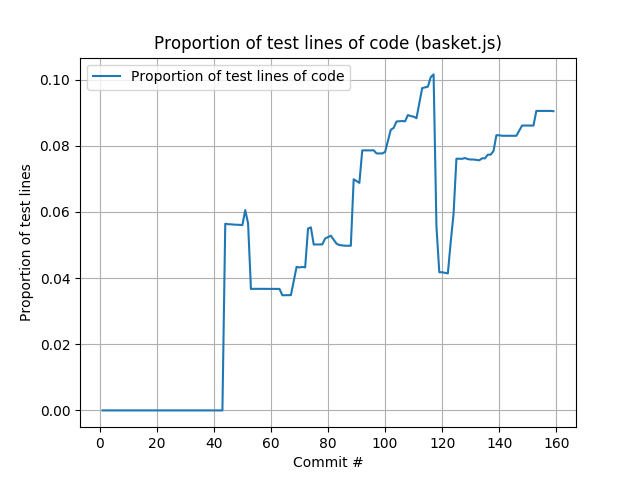 Proportion of test lines of code (basket.js)
Proportion of test lines of code
0.10
0.08
0.06
0.04
0.02
0.00
Proportion of test lines
0 20 40 60 80 100 120 140 160
Commit #